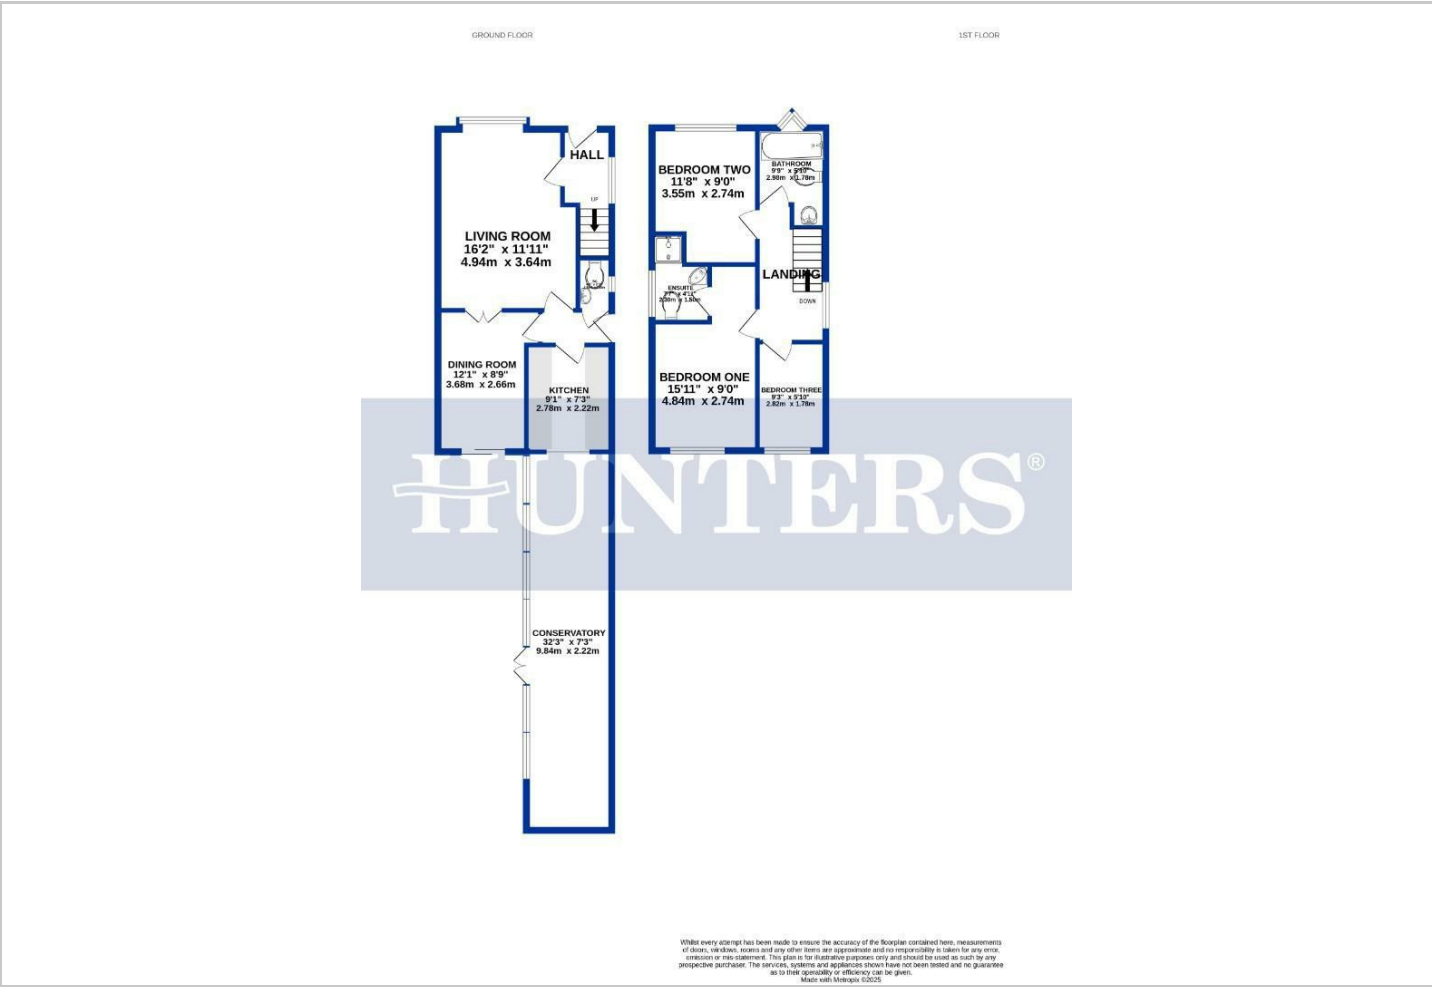 GROUND FLOOR
1ST FLOOR
HALL
UP
LIVING ROOM
16'2" x 11'11"
4.94m x 3.64m
DINING ROOM
12'1" x 8'9"
3.68m x 2.66m
KITCHEN
9'1" x 7'3"
2.78m x 2.22m
CONSERVATORY
32'3" x 7'3"
9.84m x 2.22m
BEDROOM TWO
11'8" x 9'0"
3.55m x 2.74m
BATHROOM
9'9" x 5'10"
2.98m x 1.78m
LANDING
DOWN
ENSUITE
BEDROOM ONE
15'11" x 9'0"
4.84m x 2.74m
BEDROOM THREE
9'3" x 5'10"
2.82m x 1.78m
HUNTERS®
Whilst every attempt has been made to ensure the accuracy of the floorplan contained here, measurements
of doors, windows, rooms and any other items are approximate and no responsibility is taken for any error,
omission or mis-statement. This plan is for illustrative purposes only and should be used as such by any
prospective purchaser. The services, systems and appliances shown have not been tested and no guarantee
as to their operability or efficiency can be given.
Made with Metropix ©2025